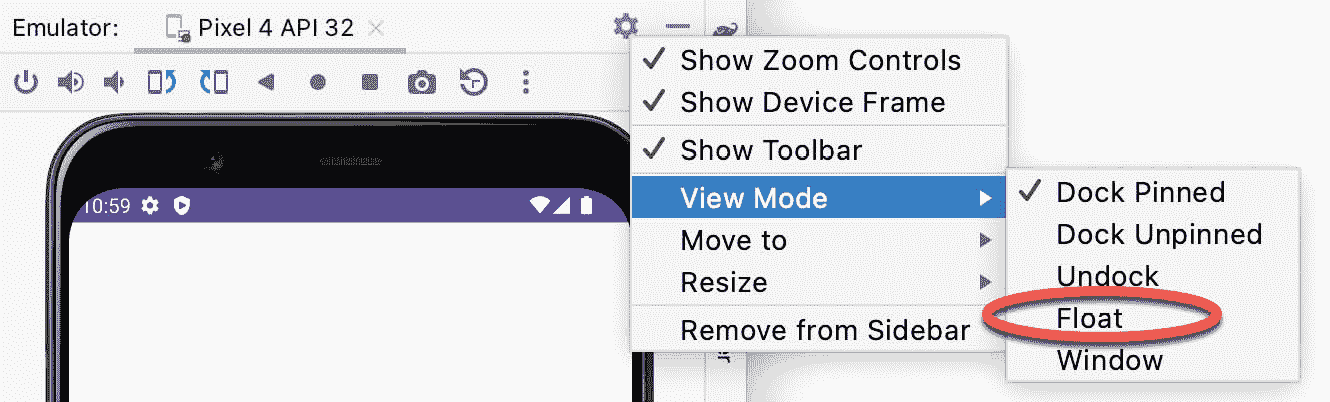 Emulator: Pixel 4 API 32
Show Zoom Controls
Show Device Frame
Show Toolbar
View Mode
Move to
Resize
Remove from Sidebar
Dock Pinned
Dock Unpinned
Undock
Float
Window
10:59